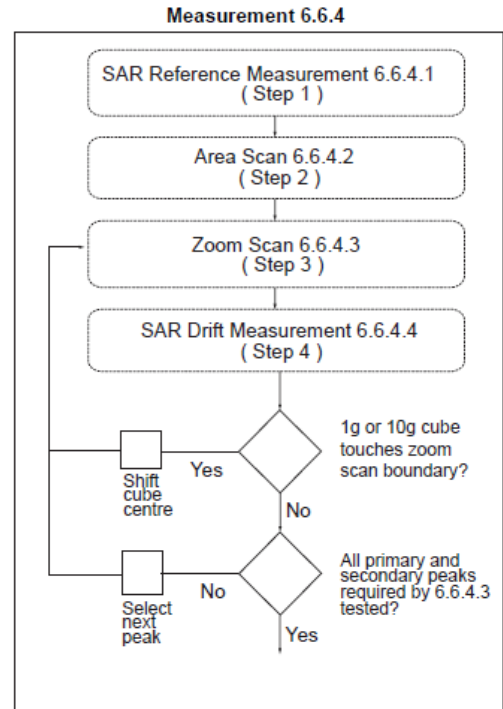 Measurement 6.6.4
SAR Reference Measurement 6.6.4.1
( Step 1 )
Area Scan 6.6.4.2
( Step 2 )
Zoom Scan 6.6.4.3
( Step 3 )
SAR Drift Measurement 6.6.4.4
( Step 4 )
1g or 10g cube
touches zoom
scan boundary?
Yes
Shift
cube
centre
No
All primary and
secondary peaks
required by 6.6.4.3
tested?
No
Select
next
peak
Yes